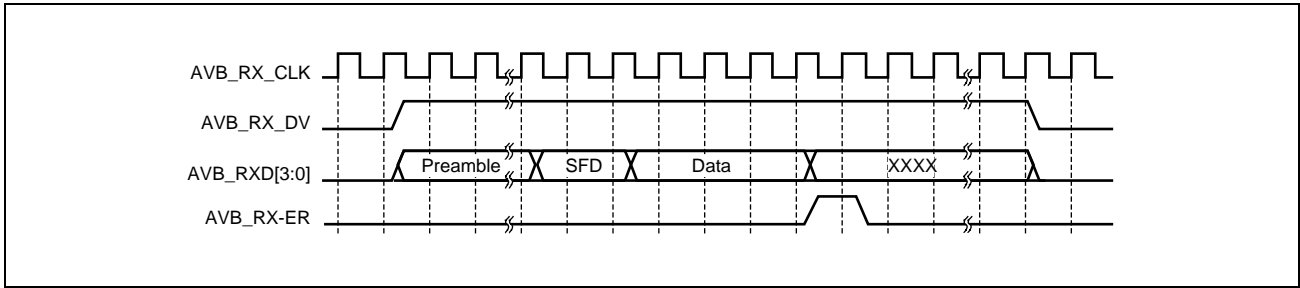 AVB_RX_CLK
AVB_RX_DV
AVB_RXD[3:0] Preamble SFD Data XXXX
AVB_RX-ER